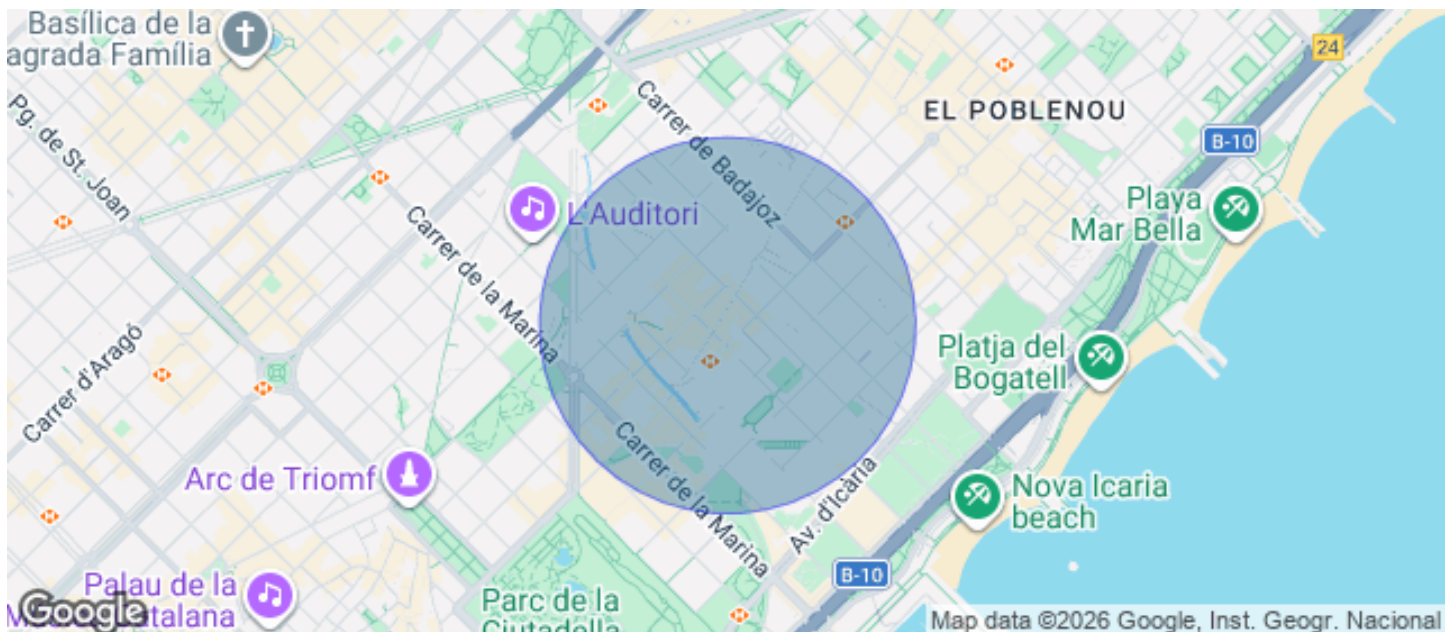 Basílica de la
agrada Família
24
EL POBLENOU
Carrer de Badajoz
Pg. de St. Joan
B-10
L'Auditori
Playa
Mar Bella
Carrer de la Marina
Carrer d'Aragó
Platja del
Bogatell
Arc de Triomf
Carrer de la Marina
Av. d'Icària
Nova Icaria
beach
B-10
Palau de la
Google
atalana
Parc de la
Ciutadella
Map data ©2026 Google, Inst. Geogr. Nacional